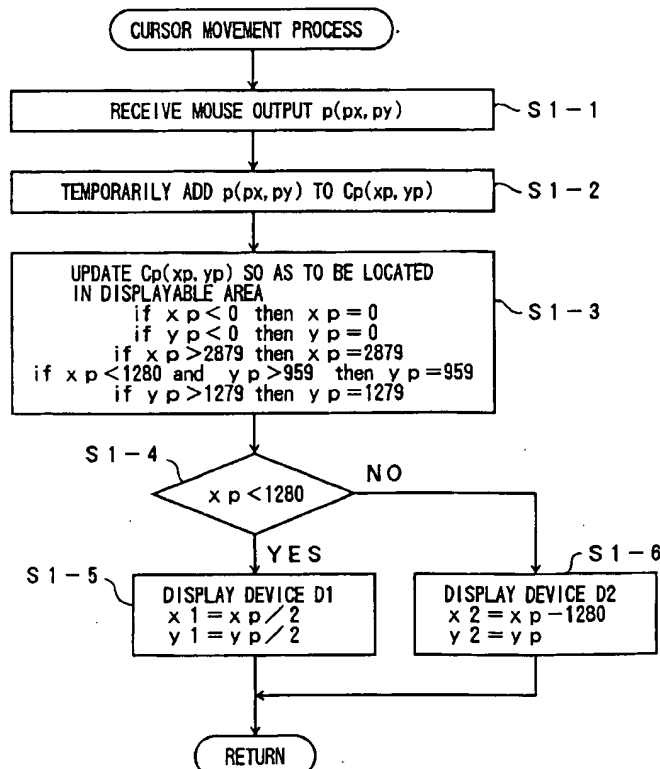 CURSOR MOVEMENT PROCESS
RECEIVE MOUSE OUTPUT p(px,py)
S1-1
TEMPORARILY ADD p(px,py) TO Cp(xp,yp)
S1-2
UPDATE Cp(xp,yp) SO AS TO BE LOCATED
IN DISPLAYABLE AREA
if xp<0 then xp=0
if yp<0 then yp=0
if xp>2879 then xp=2879
if xp<1280 and yp>959 then yp=959
if yp>1279 then yp=1279
S1-3
S1-4
xp<1280
NO
YES
S1-5
DISPLAY DEVICE D1
x1=xp/2
y1=yp/2
S1-6
DISPLAY DEVICE D2
x2=xp-1280
y2=yp
RETURN